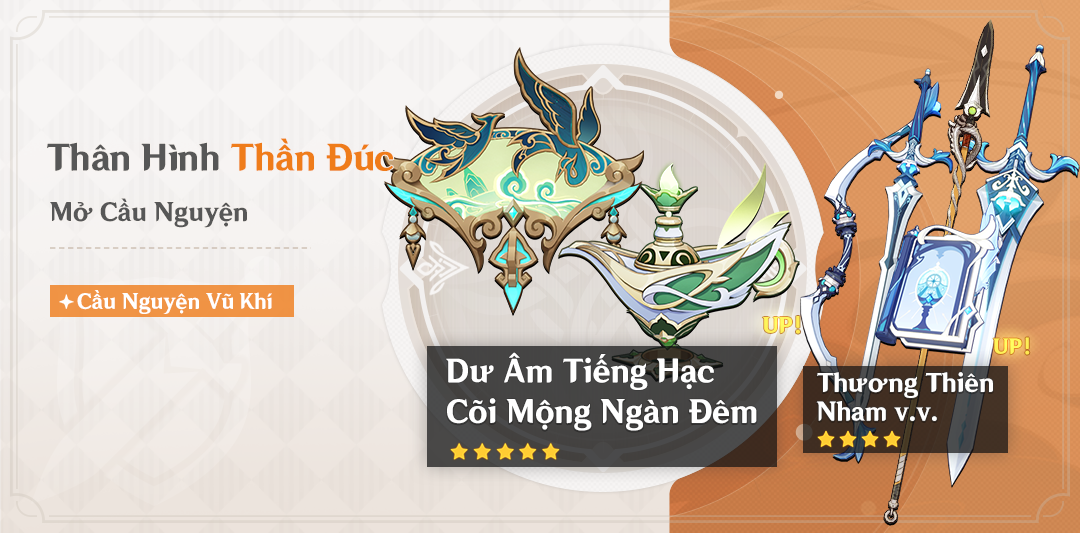 Thân Hình Thần Đúc
Mở Cầu Nguyện
Cầu Nguyện Vũ Khí
UP!
Dư Âm Tiếng Hạc
Cõi Mộng Ngàn Đêm
UP!
Thương Thiên
Nham v.v.